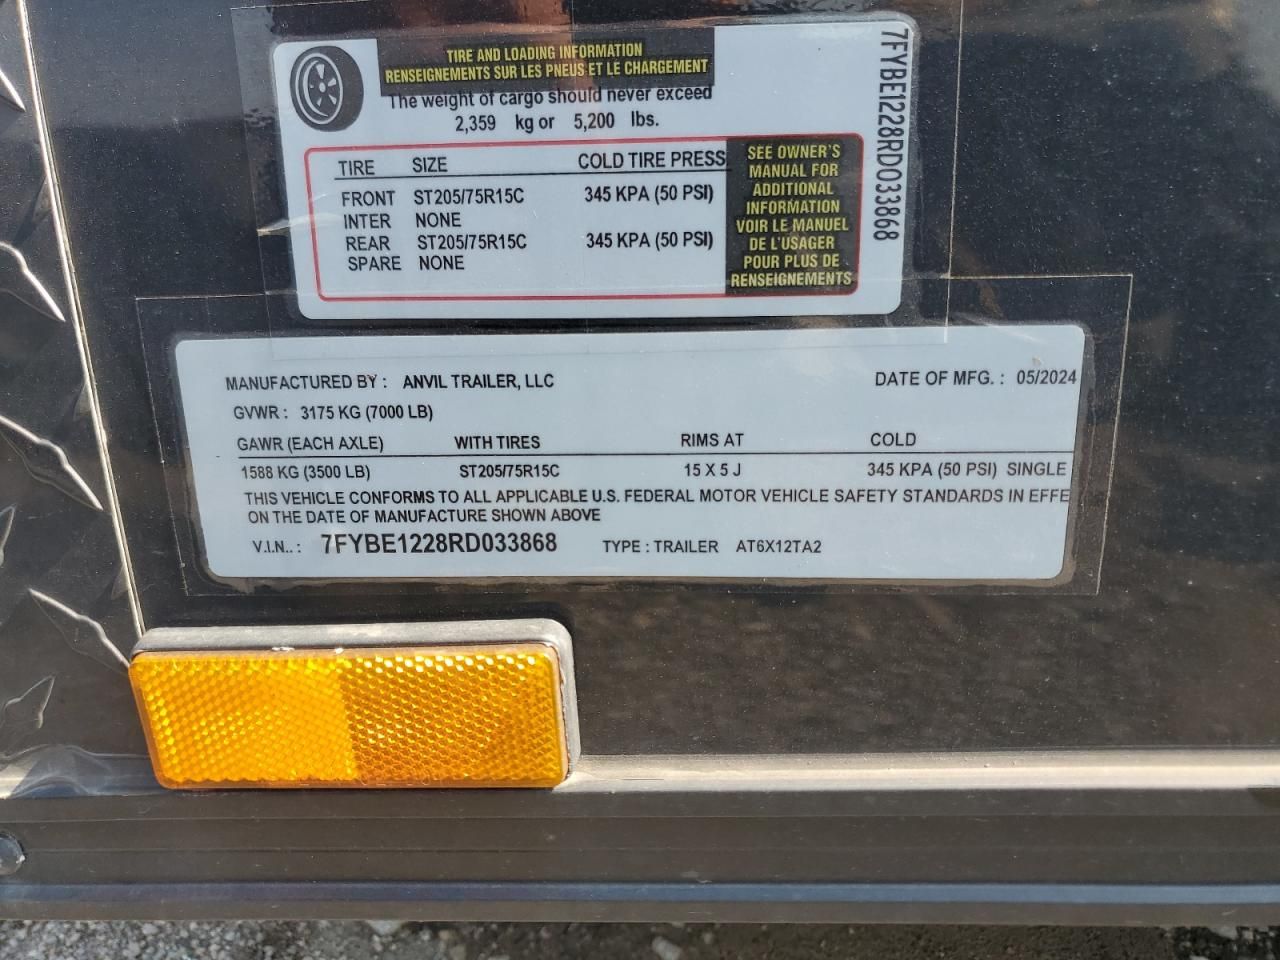 TIRE AND LOADING INFORMATION
RENSEIGNEMENTS SUR LES PNEUS ET LE CHARGEMENT
The weight of cargo should never exceed
2,359 kg or 5,200 lbs.
TIRE SIZE COLD TIRE PRESS
FRONT ST205/75R15C 345 KPA (50 PSI)
INTER NONE
REAR ST205/75R15C 345 KPA (50 PSI)
SPARE NONE
SEE OWNER'S
MANUAL FOR
ADDITIONAL
INFORMATION
VOIR LE MANUEL
DE L'USAGER
POUR PLUS DE
RENSEIGNEMENTS
7FYBE1228RD033868
MANUFACTURED BY : ANVIL TRAILER, LLC DATE OF MFG. : 05/2024
GVWR : 3175 KG (7000 LB)
GAWR (EACH AXLE) WITH TIRES RIMS AT COLD
1588 KG (3500 LB) ST205/75R15C 15 X 5 J 345 KPA (50 PSI) SINGLE
THIS VEHICLE CONFORMS TO ALL APPLICABLE U.S. FEDERAL MOTOR VEHICLE SAFETY STANDARDS IN EFFE
ON THE DATE OF MANUFACTURE SHOWN ABOVE
V.I.N.. : 7FYBE1228RD033868 TYPE : TRAILER AT6X12TA2